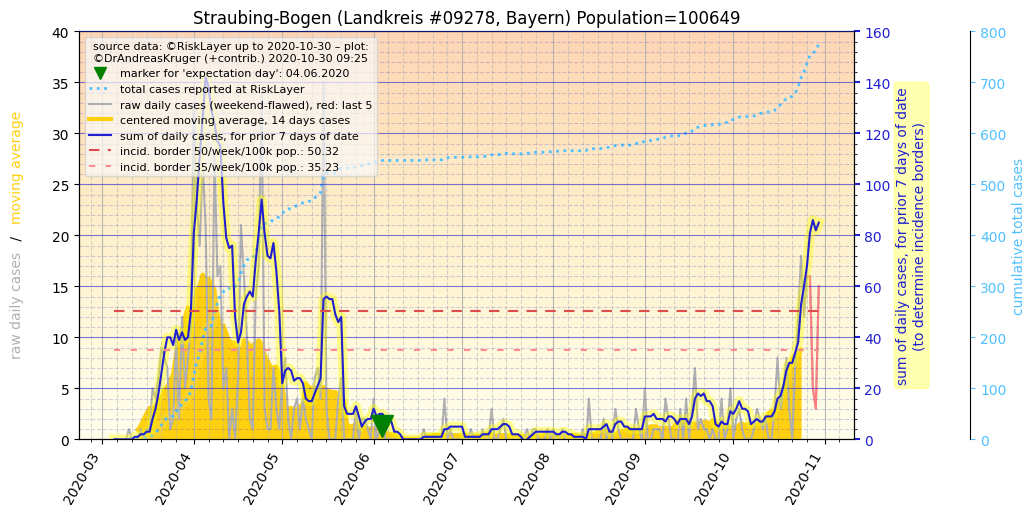 Straubing-Bogen (Landkreis #09278, Bayern) Population=100649
source data: ©RiskLayer up to 2020-10-30 – plot:
©DrAndreasKruger (+contrib.) 2020-10-30 09:25
marker for 'expectation day': 04.06.2020
total cases reported at RiskLayer
raw daily cases (weekend-flawed), red: last 5
centered moving average, 14 days cases
sum of daily cases, for prior 7 days of date
incid. border 50/week/100k pop.: 50.32
incid. border 35/week/100k pop.: 35.23
raw daily cases / moving average
40
35
30
25
20
15
10
5
0
2020-03
2020-04
2020-05
2020-06
2020-07
2020-08
2020-09
2020-10
2020-11
160
140
120
100
80
60
40
20
0
sum of daily cases, for prior 7 days of date
(to determine incidence borders)
800
700
600
500
400
300
200
100
0
cumulative total cases